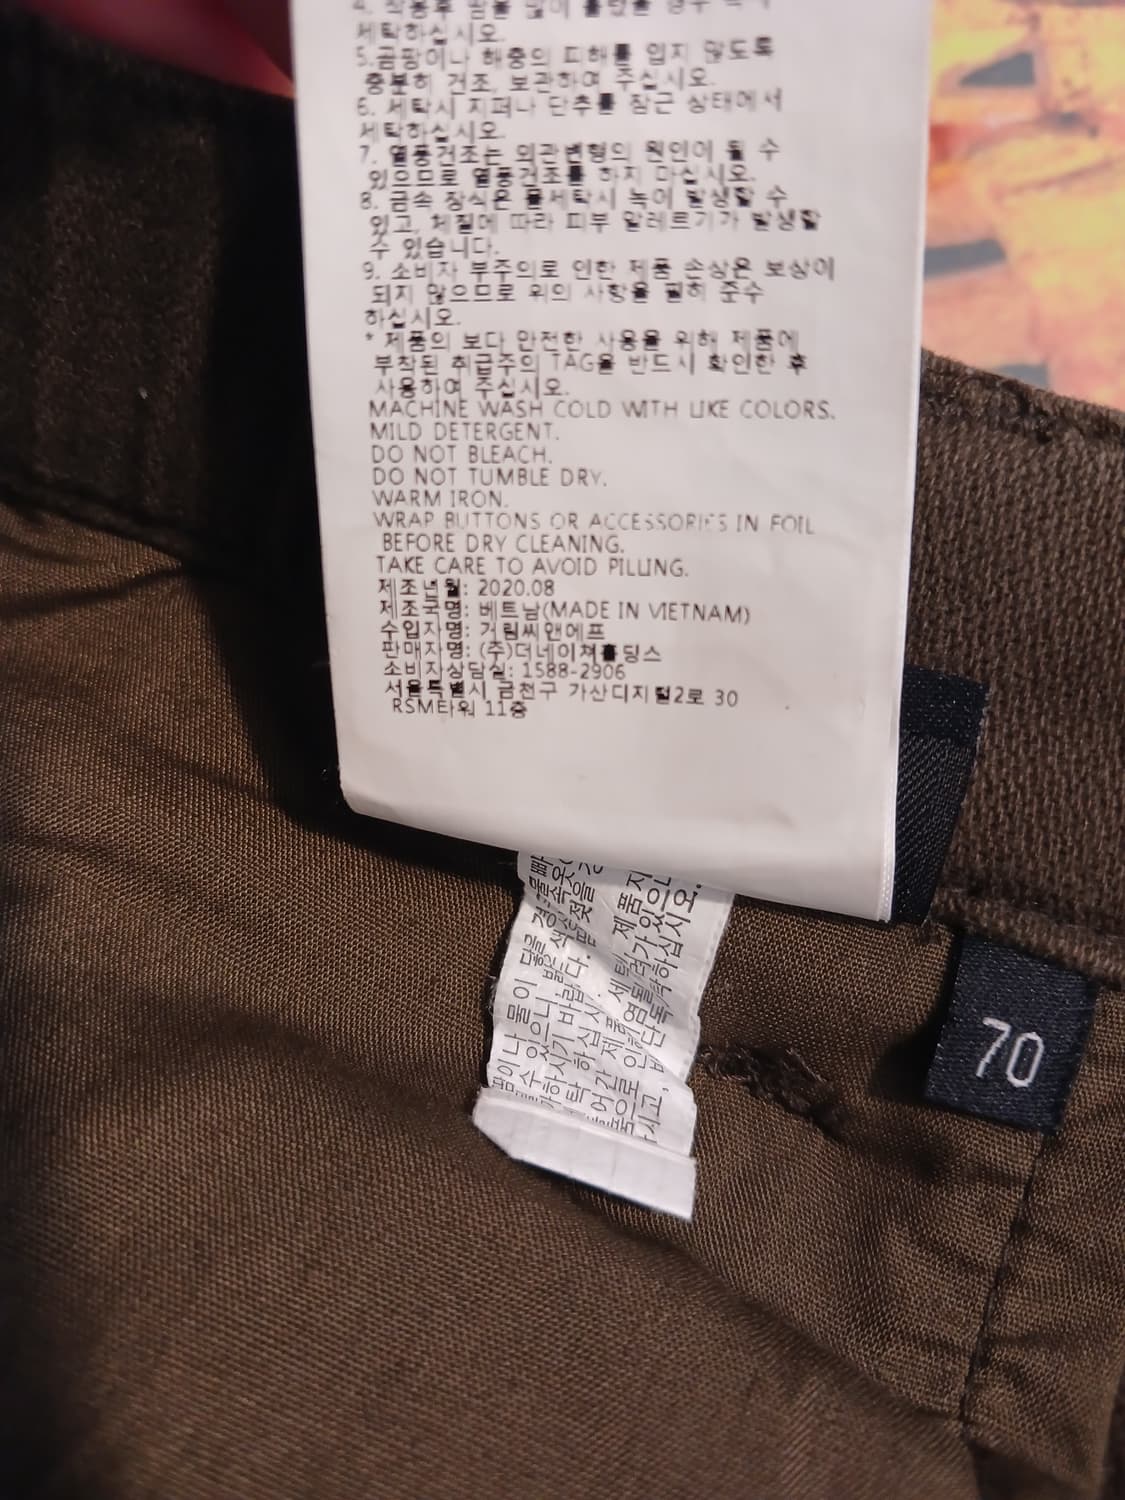 세탁하십시오.
5.곰팡이나 해충의 피해를 입지 않도록
충분히 건조, 보관하여 주십시오.
6. 세탁시 지퍼나 단추를 잠근 상태에서
세탁하십시오.
7. 열풍건조는 외관변형의 원인이 될 수
있으므로 열풍건조를 하지 마십시오.
8. 금속 장식은 물세탁시 녹이 발생할 수
있고, 체질에 따라 피부 알레르기가 발생할
수 있습니다.
9. 소비자 부주의로 인한 제품 손상은 보상이
되지 않으므로 위의 사항을 필히 준수
하십시오.
* 제품의 보다 안전한 사용을 위해 제품에
부착된 취급주의 TAG을 반드시 확인한 후
사용하여 주십시오.
MACHINE WASH COLD WITH LIKE COLORS.
MILD DETERGENT.
DO NOT BLEACH.
DO NOT TUMBLE DRY.
WARM IRON.
WRAP BUTTONS OR ACCESSORIES IN FOIL
BEFORE DRY CLEANING.
TAKE CARE TO AVOID PILLING.
제조년월: 2020.08
제조국명: 베트남(MADE IN VIETNAM)
수입자명: 거림씨앤에프
판매자명: (주)더네이쳐홀딩스
소비자상담실: 1588-2906
서울특별시 금천구 가산디지털2로 30
RSM타워 11층
70